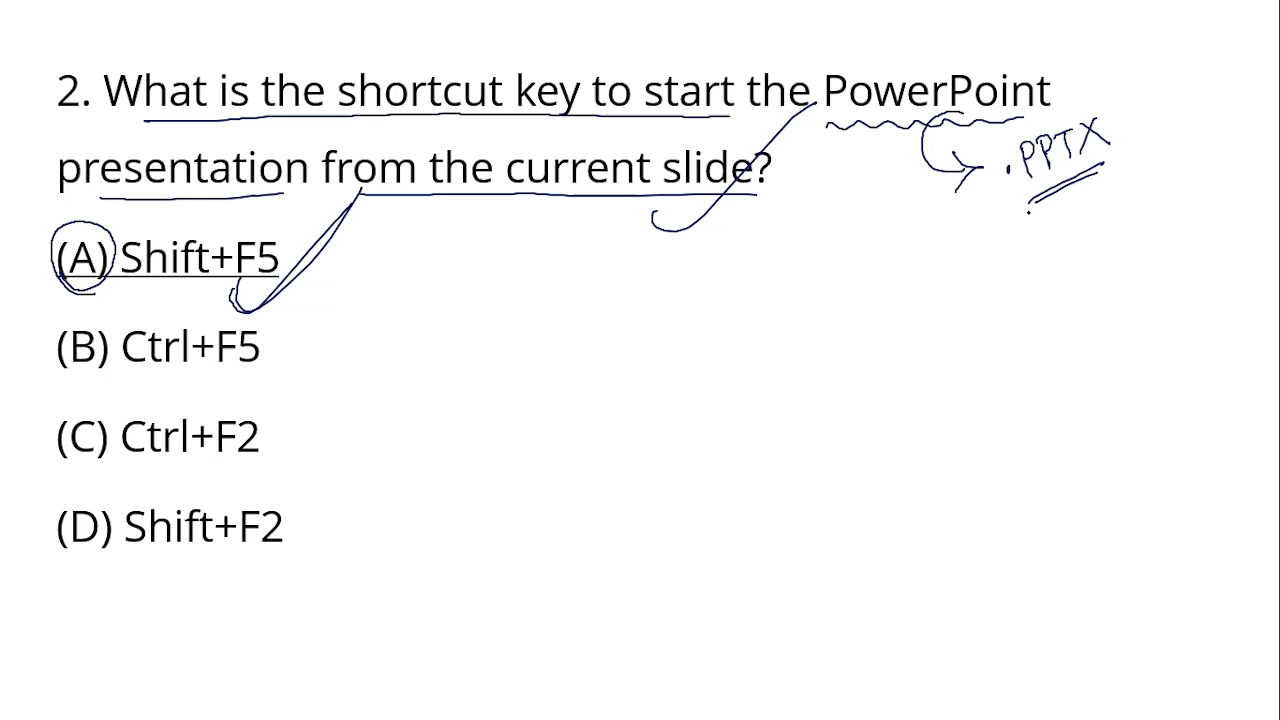 2. What is the shortcut key to start the PowerPoint
presentation from the current slide?
.PPTX
(A) Shift+F5
(B) Ctrl+F5
(C) Ctrl+F2
(D) Shift+F2